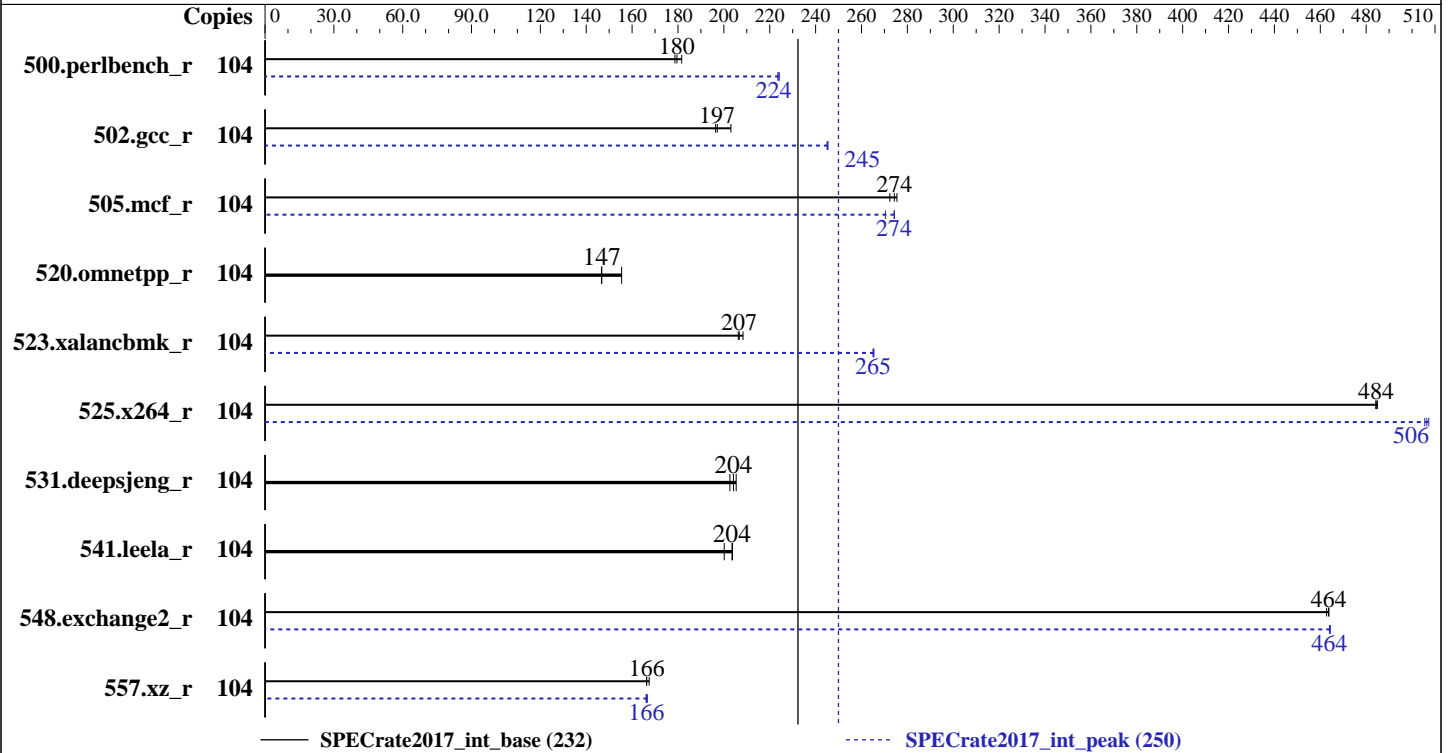 Copies 0 30.0 60.0 90.0 120 140 160 180 200 220 240 260 280 300 320 340 360 380 400 420 440 460 480 510
180
500.perlbench_r 104
224
197
502.gcc_r 104
245
274
505.mcf_r 104
274
147
520.omnetpp_r 104
207
523.xalancbmk_r 104
265
484
525.x264_r 104
506
204
531.deepsjeng_r 104
204
541.leela_r 104
464
548.exchange2_r 104
464
166
557.xz_r 104
166
SPECrate2017_int_base (232) SPECrate2017_int_peak (250)